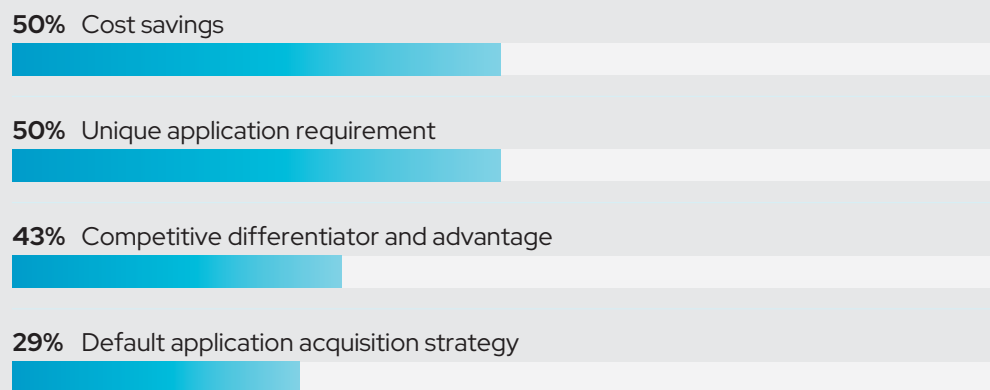 50% Cost savings
50% Unique application requirement
43% Competitive differentiator and advantage
29% Default application acquisition strategy